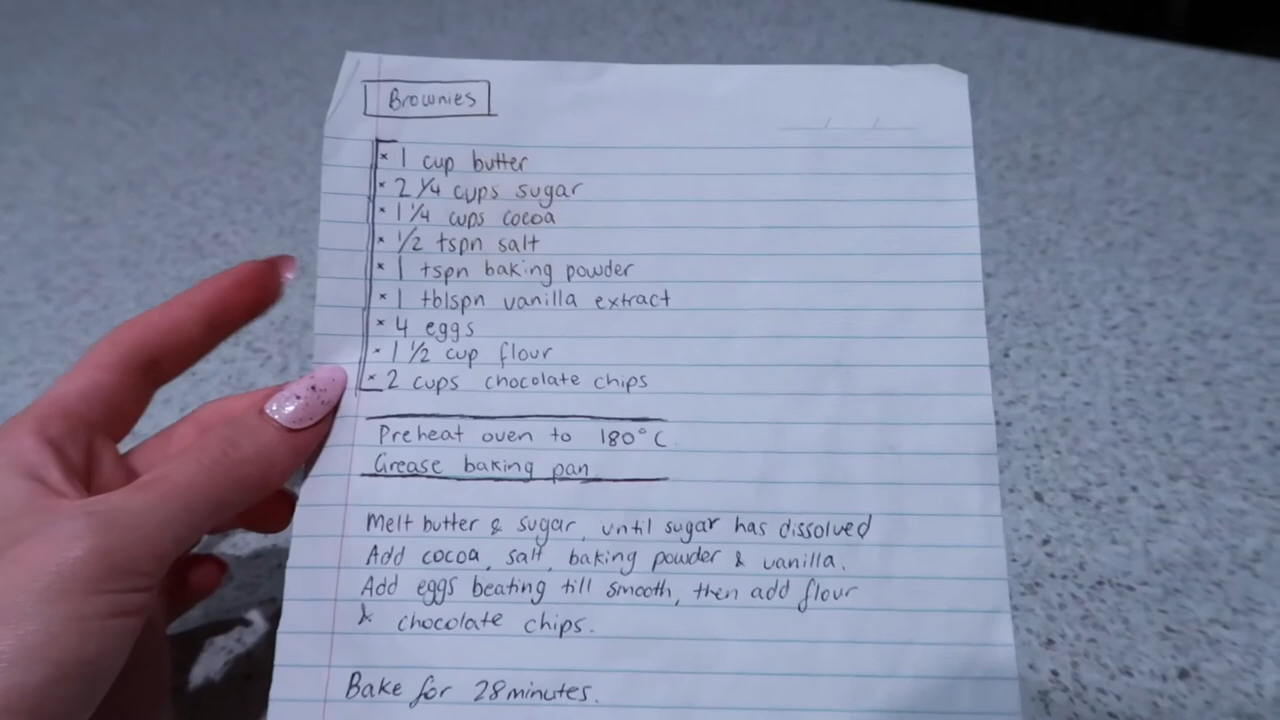 Brownies
× 1 cup butter
× 2 1/4 cups sugar
× 1 1/4 cups cocoa
× 1/2 tspn salt
× 1 tspn baking powder
× 1 tblspn vanilla extract
× 4 eggs
× 1 1/2 cup flour
× 2 cups chocolate chips
Preheat oven to 180°C
Grease baking pan
Melt butter & sugar, until sugar has dissolved
Add cocoa, salt, baking powder & vanilla.
Add eggs beating till smooth, then add flour
& chocolate chips.
Bake for 28 minutes.